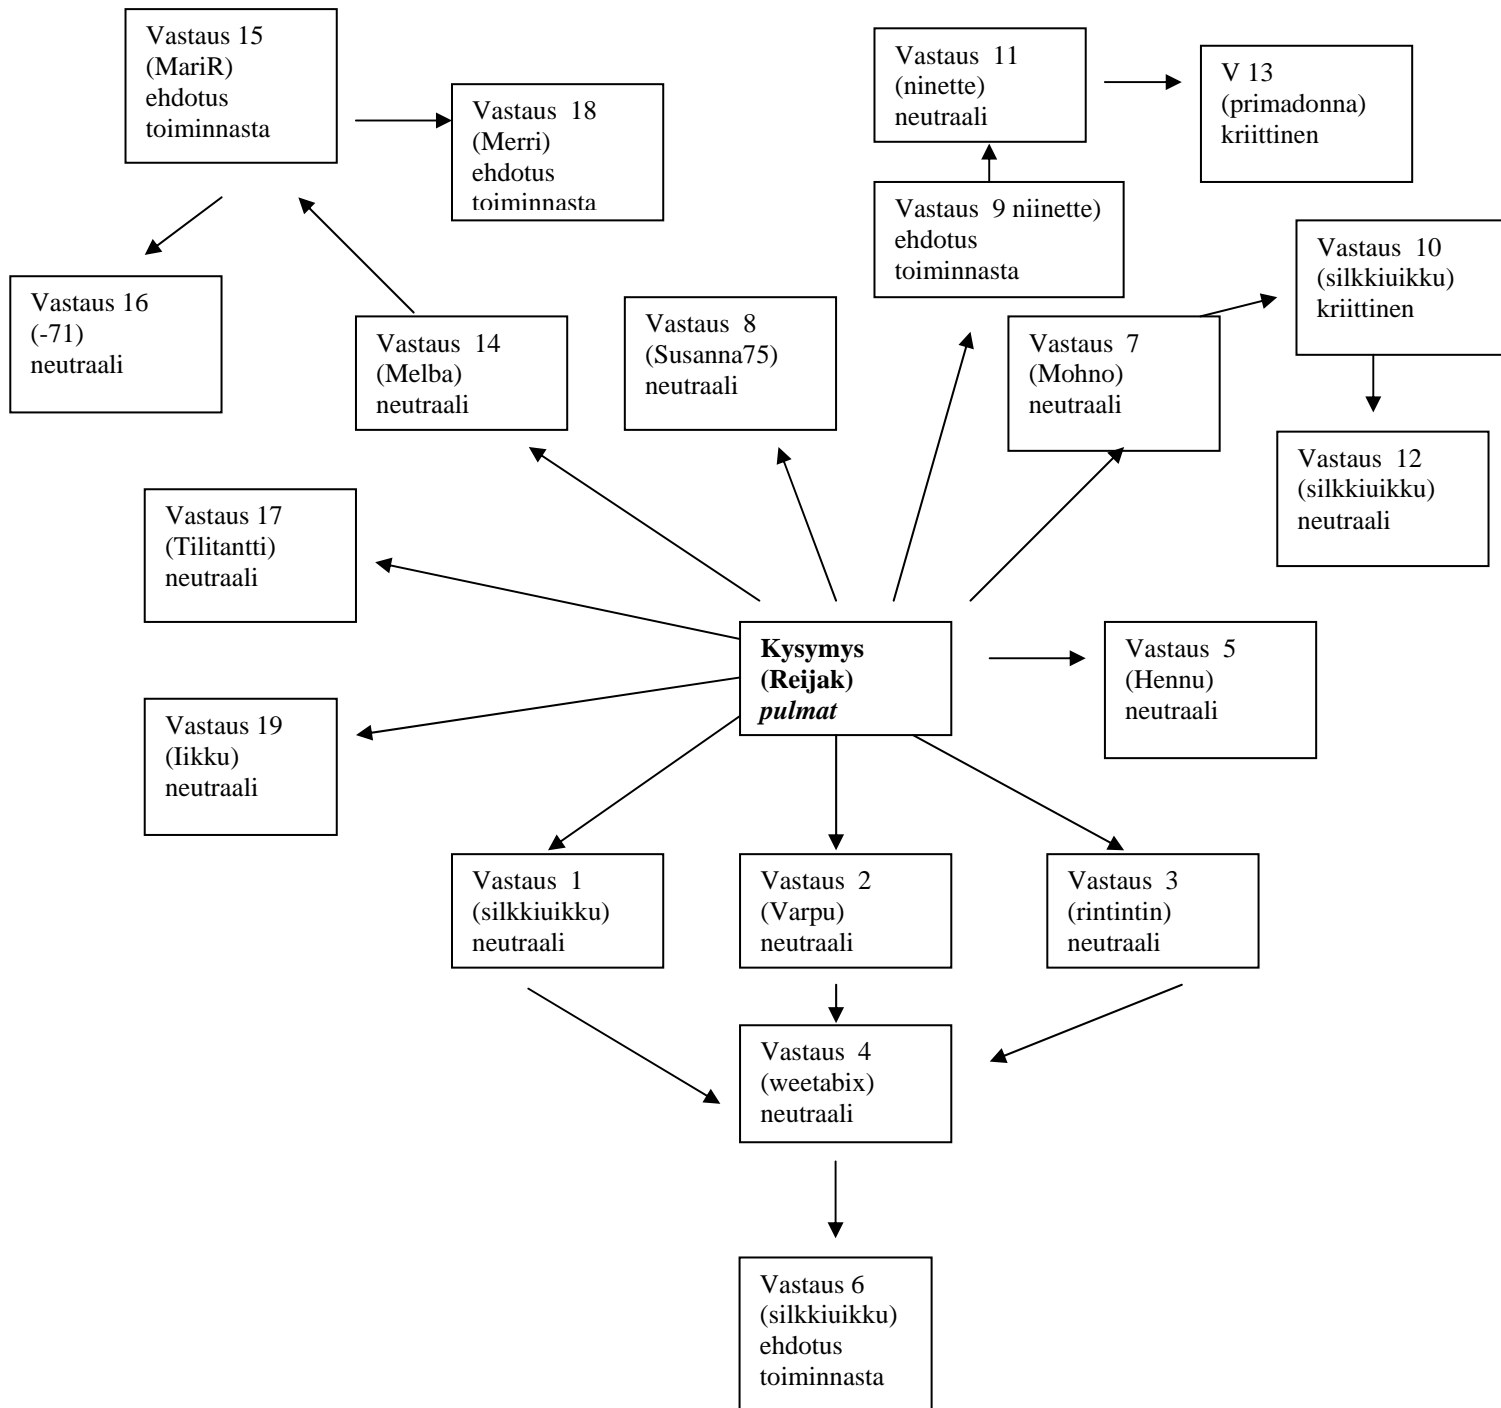 Vastaus 15
(MariR)
ehdotus
toiminnasta
Vastaus 18
(Merri)
ehdotus
toiminnasta
Vastaus 11
(ninette)
neutraali
V 13
(primadonna)
kriittinen
Vastaus 9 niinette)
ehdotus
toiminnasta
Vastaus 10
(silkkiuikku)
kriittinen
Vastaus 16
(-71)
neutraali
Vastaus 14
(Melba)
neutraali
Vastaus 8
(Susanna75)
neutraali
Vastaus 7
(Mohno)
neutraali
Vastaus 12
(silkkiuikku)
neutraali
Vastaus 17
(Tilitantti)
neutraali
Kysymys
(Reijak)
pulmat
Vastaus 5
(Hennu)
neutraali
Vastaus 19
(Iikku)
neutraali
Vastaus 1
(silkkiuikku)
neutraali
Vastaus 2
(Varpu)
neutraali
Vastaus 3
(rintintin)
neutraali
Vastaus 4
(weetabix)
neutraali
Vastaus 6
(silkkiuikku)
ehdotus
toiminnasta